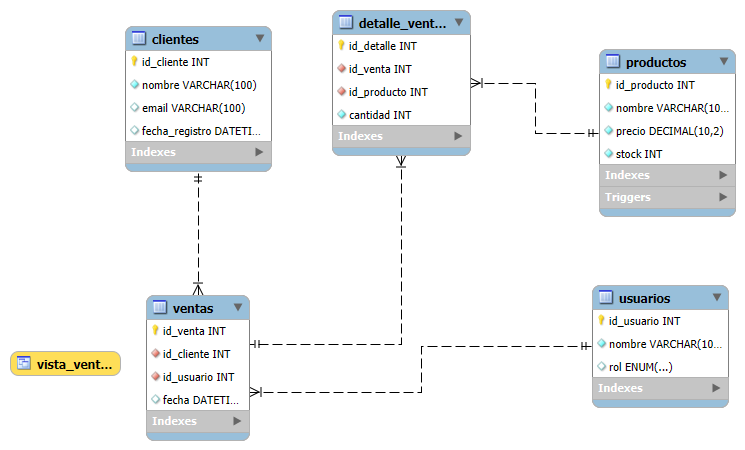 clientes
id_cliente INT
nombre VARCHAR(100)
email VARCHAR(100)
fecha_registro DATETI...
Indexes
detalle_vent...
id_detalle INT
id_venta INT
id_producto INT
cantidad INT
Indexes
productos
id_producto INT
nombre VARCHAR(10...
precio DECIMAL(10,2)
stock INT
Indexes
Triggers
ventas
id_venta INT
id_cliente INT
id_usuario INT
fecha DATETI...
Indexes
usuarios
id_usuario INT
nombre VARCHAR(10...
rol ENUM(...)
Indexes
vista_vent...